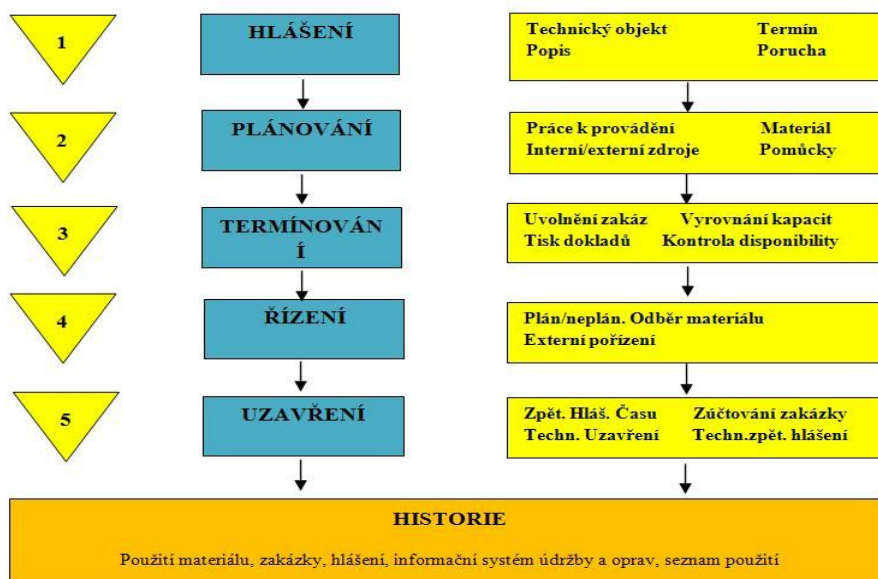 1
HLÁŠENÍ
Technický objekt Termín
Popis Porucha
2
PLÁNOVÁNÍ
Práce k provádění Materiál
Interní/externí zdroje Pomůcky
3
TERMÍNOVÁN
Í
Uvolnění zakáz Vyrovnání kapacit
Tisk dokladů Kontrola disponibility
4
ŘÍZENÍ
Plán/neplán. Odběr materiálu
Externí pořízení
5
UZAVŘENÍ
Zpět. Hláš. Času Zúčtování zakázky
Techn. Uzavření Techn.zpět. hlášení
HISTORIE
Použití materiálu, zakázky, hlášení, informační systém údržby a oprav, seznam použití